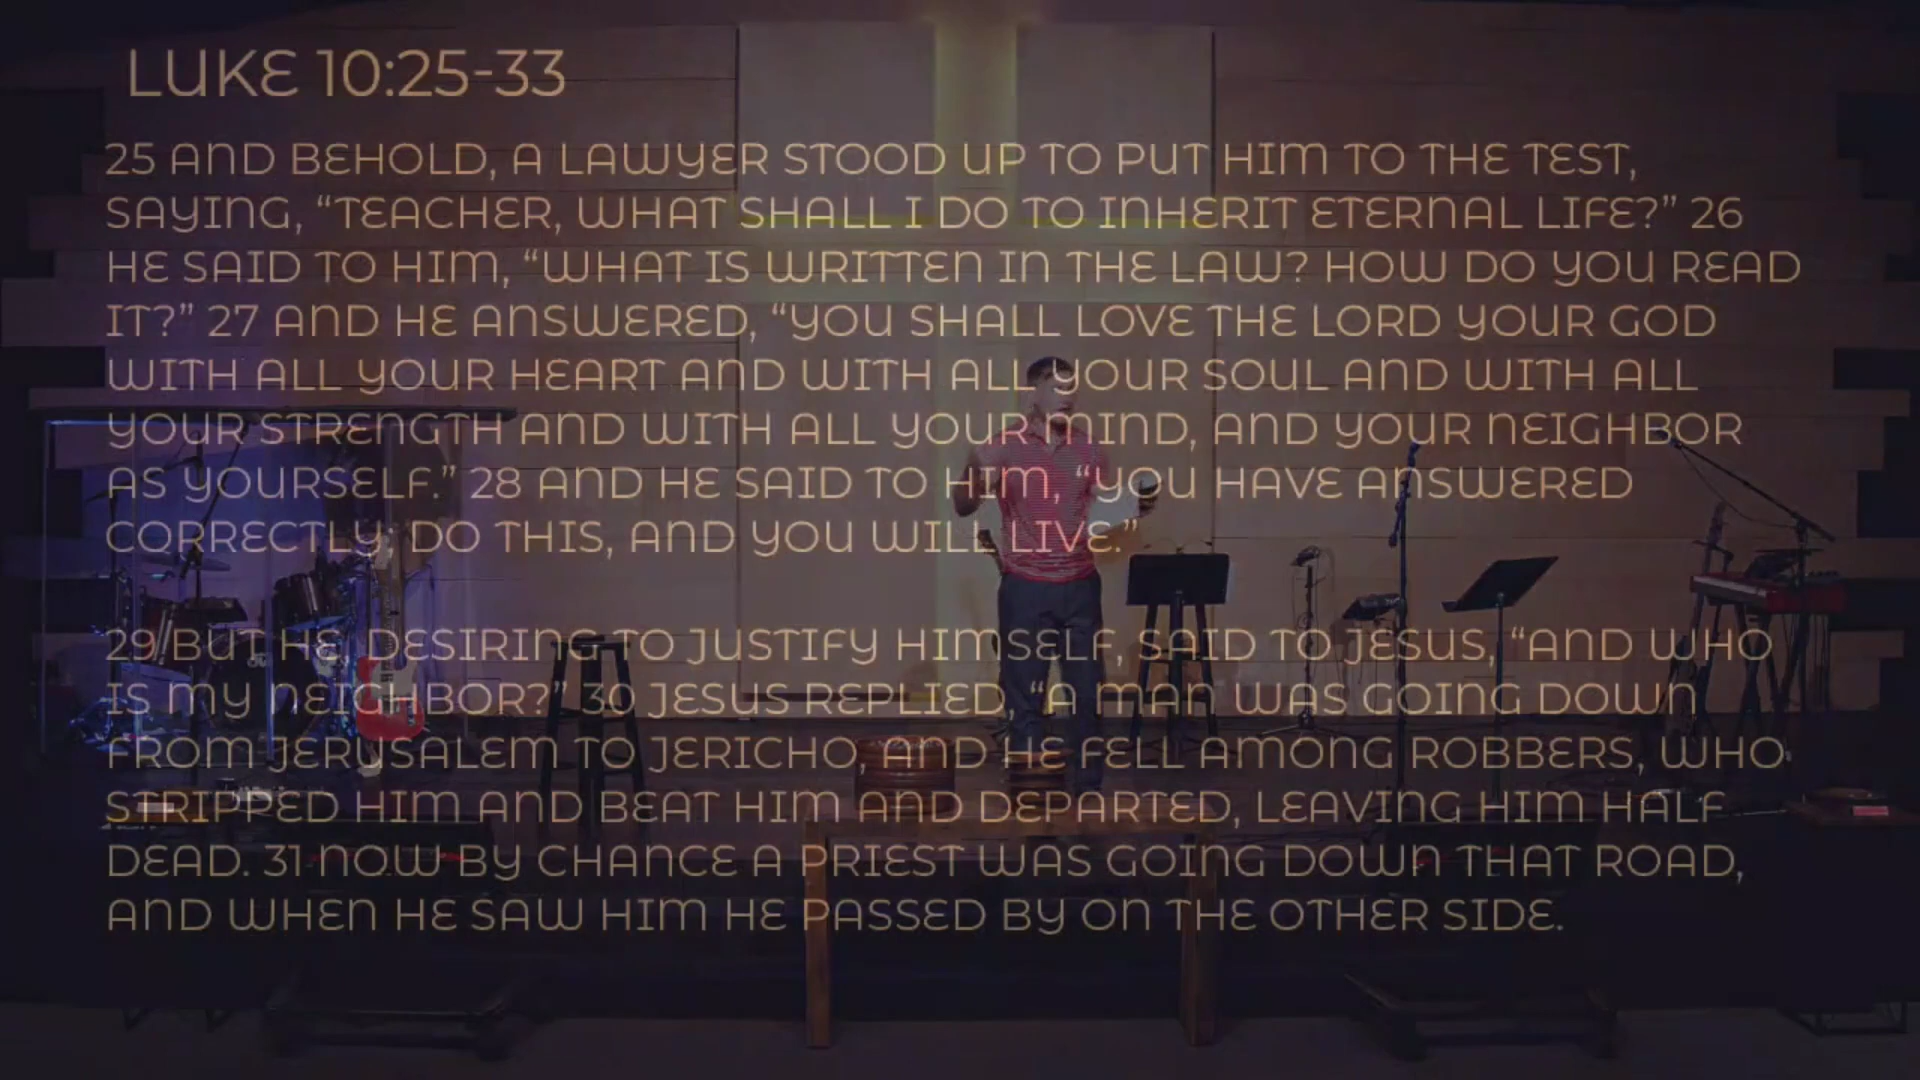 LUKE 10:25-33
25 AND BEHOLD, A LAWYER STOOD UP TO PUT HIM TO THE TEST,
SAYING, “TEACHER, WHAT SHALL I DO TO INHERIT ETERNAL LIFE?” 26
HE SAID TO HIM, “WHAT IS WRITTEN IN THE LAW? HOW DO YOU READ
IT?” 27 AND HE ANSWERED, “YOU SHALL LOVE THE LORD YOUR GOD
WITH ALL YOUR HEART AND WITH ALL YOUR SOUL AND WITH ALL
YOUR STRENGTH AND WITH ALL YOUR MIND, AND YOUR NEIGHBOR
AS YOURSELF.” 28 AND HE SAID TO HIM, “YOU HAVE ANSWERED
CORRECTLY; DO THIS, AND YOU WILL LIVE.”
29 BUT HE, DESIRING TO JUSTIFY HIMSELF, SAID TO JESUS, “AND WHO
IS MY NEIGHBOR?” 30 JESUS REPLIED, “A MAN WAS GOING DOWN
FROM JERUSALEM TO JERICHO, AND HE FELL AMONG ROBBERS, WHO
STRIPPED HIM AND BEAT HIM AND DEPARTED, LEAVING HIM HALF
DEAD. 31 NOW BY CHANCE A PRIEST WAS GOING DOWN THAT ROAD,
AND WHEN HE SAW HIM HE PASSED BY ON THE OTHER SIDE.